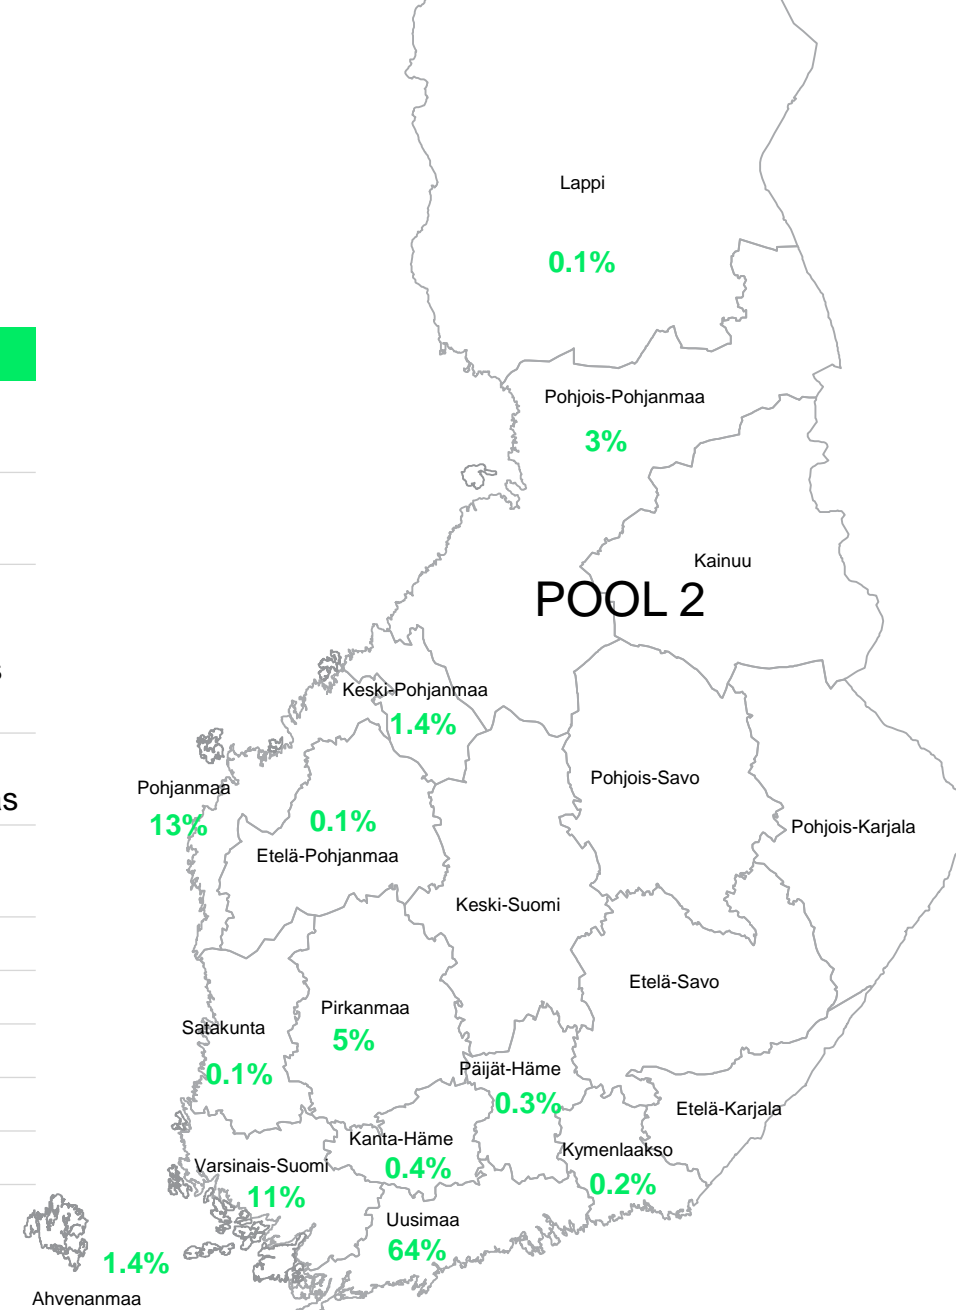 Lappi
0.1%
Pohjois-Pohjanmaa
3%
Kainuu
POOL 2
Keski-Pohjanmaa
1.4%
Pohjanmaa
13%
0.1%
Etelä-Pohjanmaa
Pohjois-Savo
Pohjois-Karjala
Keski-Suomi
Etelä-Savo
Pirkanmaa
5%
Satakunta
0.1%
Päijät-Häme
0.3%
Etelä-Karjala
Kanta-Häme
0.4%
Kymenlaakso
0.2%
Varsinais-Suomi
11%
Uusimaa
64%
1.4%
Ahvenanmaa